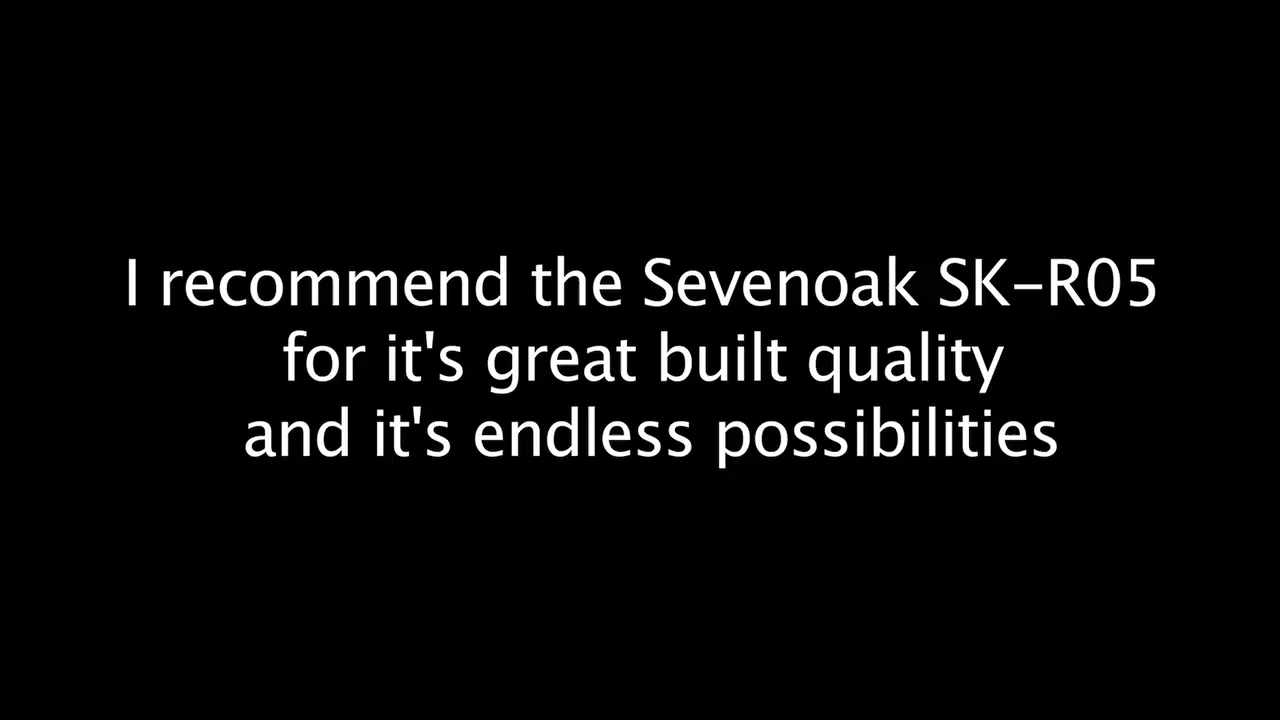 I recommend the Sevenoak SK-R05
for it's great built quality
and it's endless possibilities